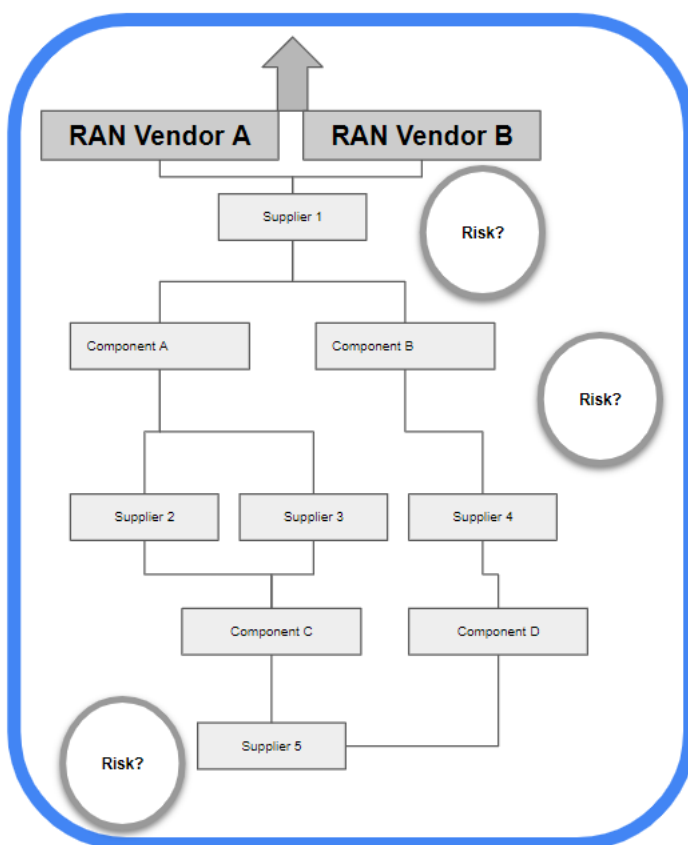 RAN Vendor A
RAN Vendor B
Supplier 1
Risk?
Component A
Component B
Risk?
Supplier 2
Supplier 3
Supplier 4
Component C
Component D
Supplier 5
Risk?